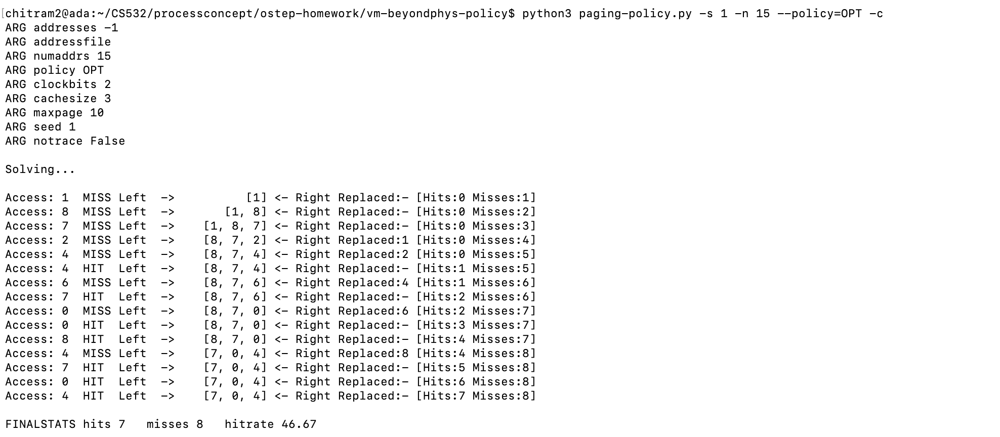 [chitram2@ada:~/CS532/processconcept/ostep-homework/vm-beyondphys-policy$ python3 paging-policy.py -s 1 -n 15 --policy=OPT -c
ARG addresses -1
ARG addressfile
ARG numaddrs 15
ARG policy OPT
ARG clockbits 2
ARG cachesize 3
ARG maxpage 10
ARG seed 1
ARG notrace False

Solving...

Access: 1  MISS Left  ->          [1] <- Right Replaced:- [Hits:0 Misses:1]
Access: 8  MISS Left  ->       [1, 8] <- Right Replaced:- [Hits:0 Misses:2]
Access: 7  MISS Left  ->    [1, 8, 7] <- Right Replaced:- [Hits:0 Misses:3]
Access: 2  MISS Left  ->    [8, 7, 2] <- Right Replaced:1 [Hits:0 Misses:4]
Access: 4  MISS Left  ->    [8, 7, 4] <- Right Replaced:2 [Hits:0 Misses:5]
Access: 4  HIT  Left  ->    [8, 7, 4] <- Right Replaced:- [Hits:1 Misses:5]
Access: 6  MISS Left  ->    [8, 7, 6] <- Right Replaced:4 [Hits:1 Misses:6]
Access: 7  HIT  Left  ->    [8, 7, 6] <- Right Replaced:- [Hits:2 Misses:6]
Access: 0  MISS Left  ->    [8, 7, 0] <- Right Replaced:6 [Hits:2 Misses:7]
Access: 0  HIT  Left  ->    [8, 7, 0] <- Right Replaced:- [Hits:3 Misses:7]
Access: 8  HIT  Left  ->    [8, 7, 0] <- Right Replaced:- [Hits:4 Misses:7]
Access: 4  MISS Left  ->    [7, 0, 4] <- Right Replaced:8 [Hits:4 Misses:8]
Access: 7  HIT  Left  ->    [7, 0, 4] <- Right Replaced:- [Hits:5 Misses:8]
Access: 0  HIT  Left  ->    [7, 0, 4] <- Right Replaced:- [Hits:6 Misses:8]
Access: 4  HIT  Left  ->    [7, 0, 4] <- Right Replaced:- [Hits:7 Misses:8]

FINALSTATS hits 7   misses 8   hitrate 46.67